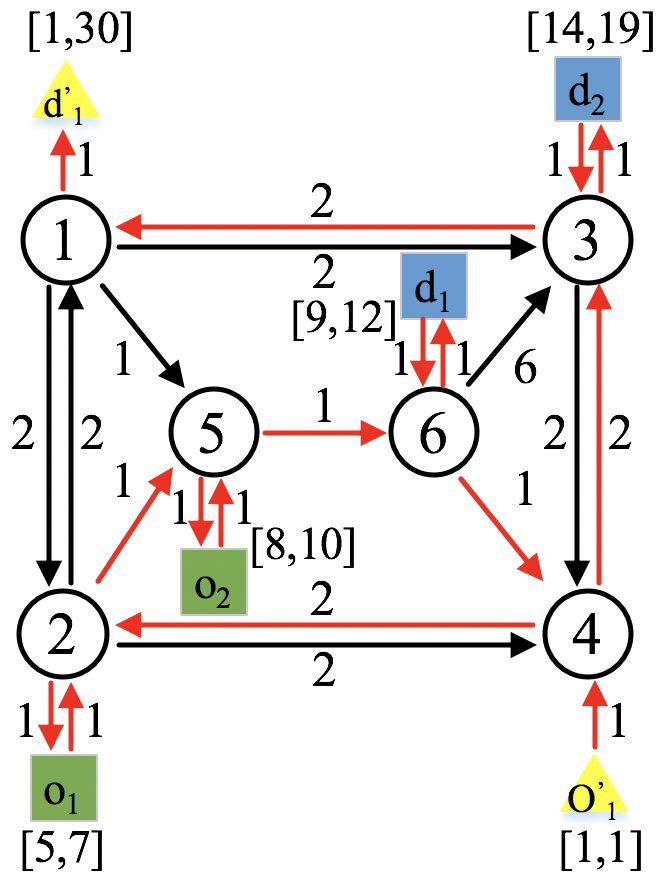 [1,30] [14,19]
d'₁ d₂
1 1 1
2
1 3
2
d₁
[9,12]
1 1 1 6
1
2 2 5 6 2 2
1 1 1 1
[8,10]
o₂
2
2 4
2
1 1 1
o₁ O'₁
[5,7] [1,1]